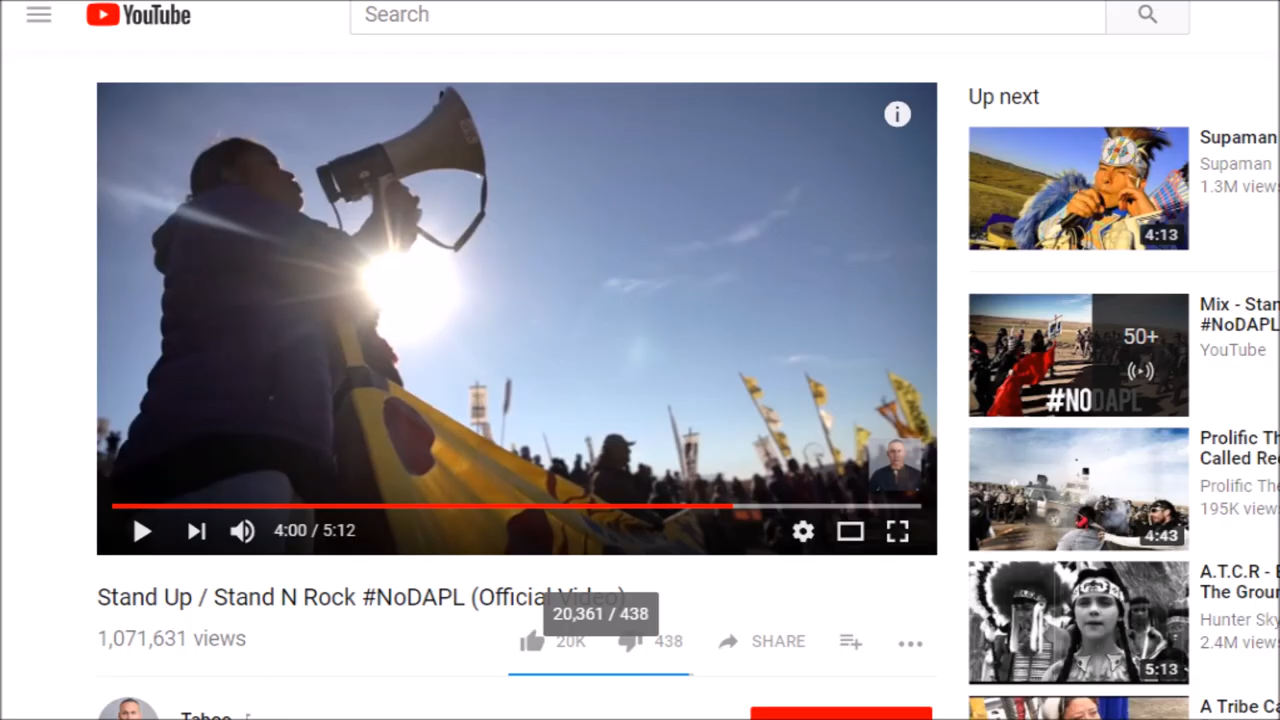 YouTube
Search
Up next
Supaman
Supaman
1.3M views
4:13
Mix - Stan
#NoDAPL
YouTube
50+
#NODAPL
Prolific Th
Called Red
Prolific The
195K views
4:43
A.T.C.R - 
The Groun
Hunter Sky
2.4M views
5:13
A Tribe Ca
4:00 / 5:12
Stand Up / Stand N Rock #NoDAPL (Official Video)
20,361 / 438
1,071,631 views
20K
438
SHARE
Taboo